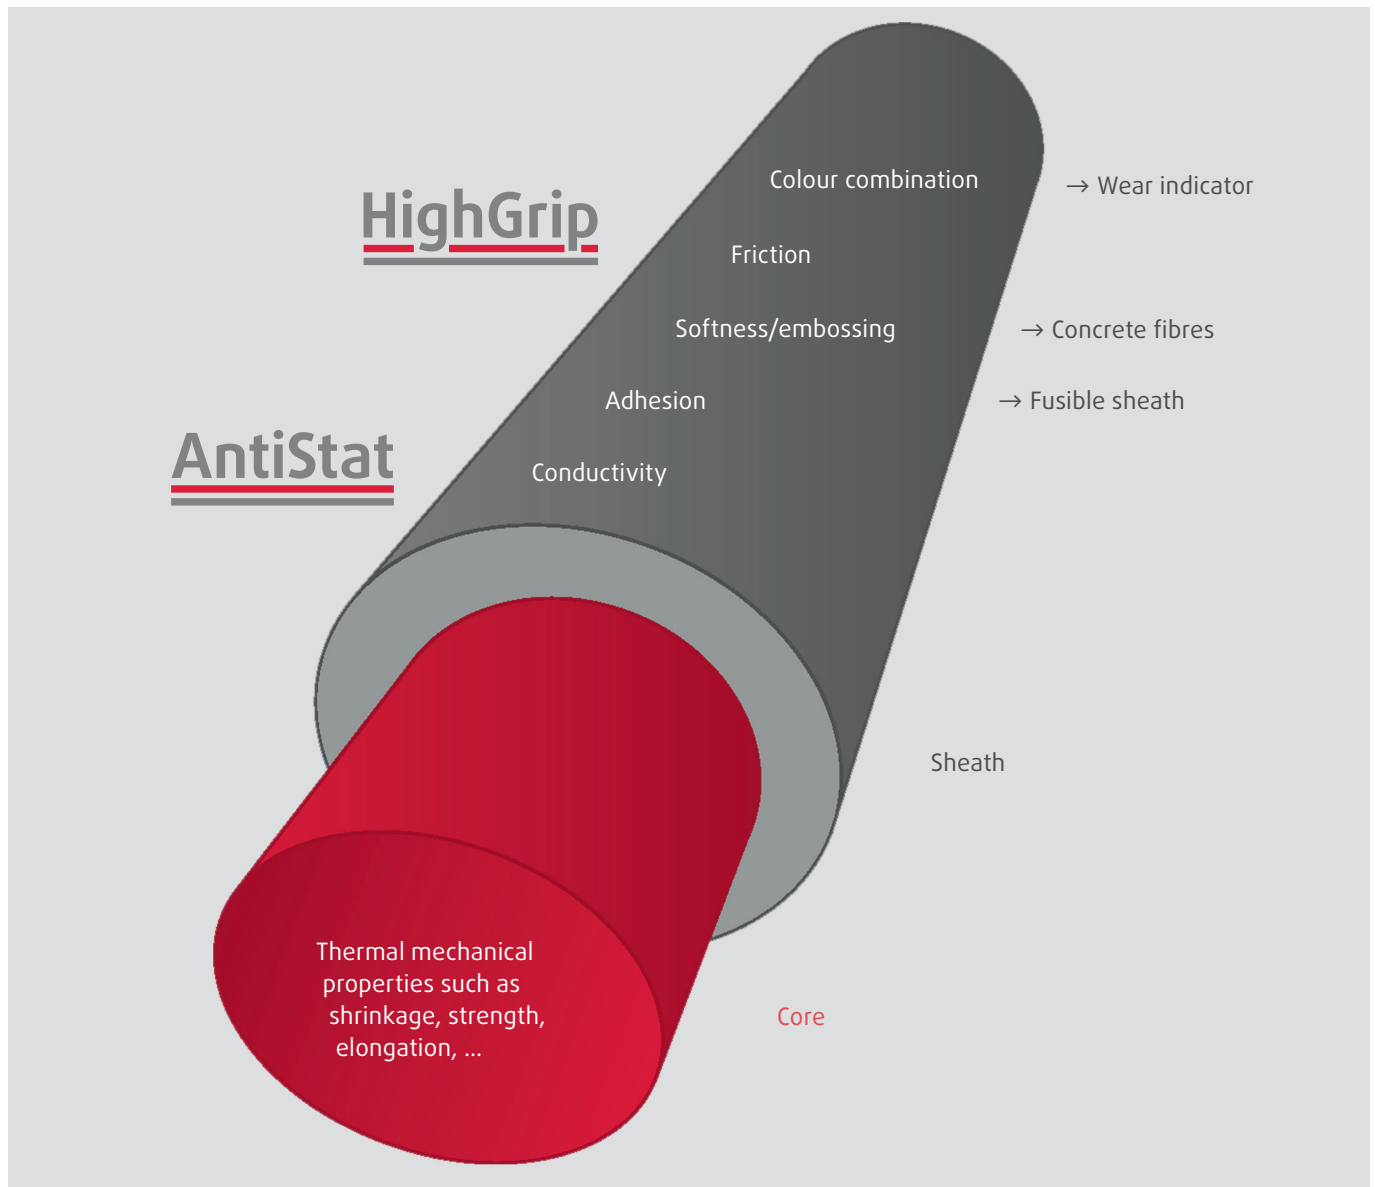 Colour combination
→ Wear indicator
HighGrip
Friction
Softness/embossing
→ Concrete fibres
Adhesion
→ Fusible sheath
AntiStat
Conductivity
Sheath
Thermal mechanical
properties such as
shrinkage, strength,
elongation, ...
Core